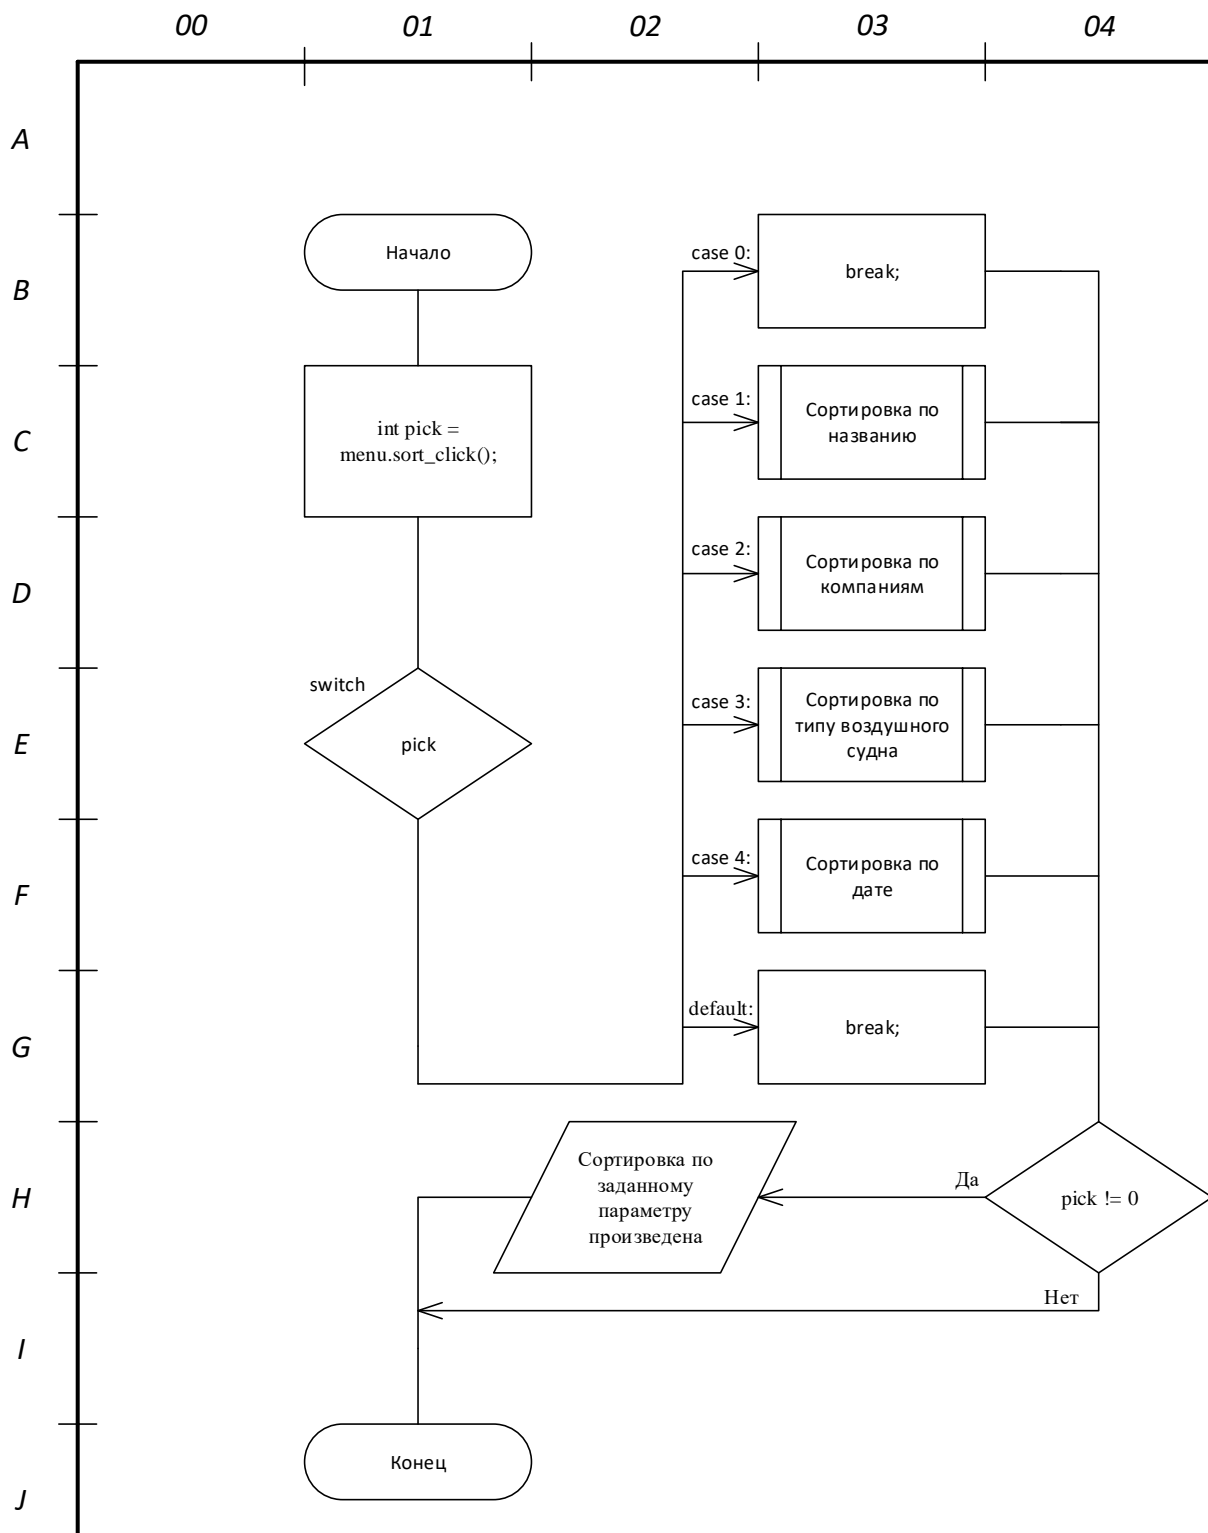 00 01 02 03 04
A
B
C
D
E
F
G
H
I
J
Начало
int pick =
menu.sort_click();
switch
pick
case 0:
break;
case 1:
Сортировка по
названию
case 2:
Сортировка по
компаниям
case 3:
Сортировка по
типу воздушного
судна
case 4:
Сортировка по
дате
default:
break;
pick != 0
Да
Сортировка по
заданному
параметру
произведена
Нет
Конец